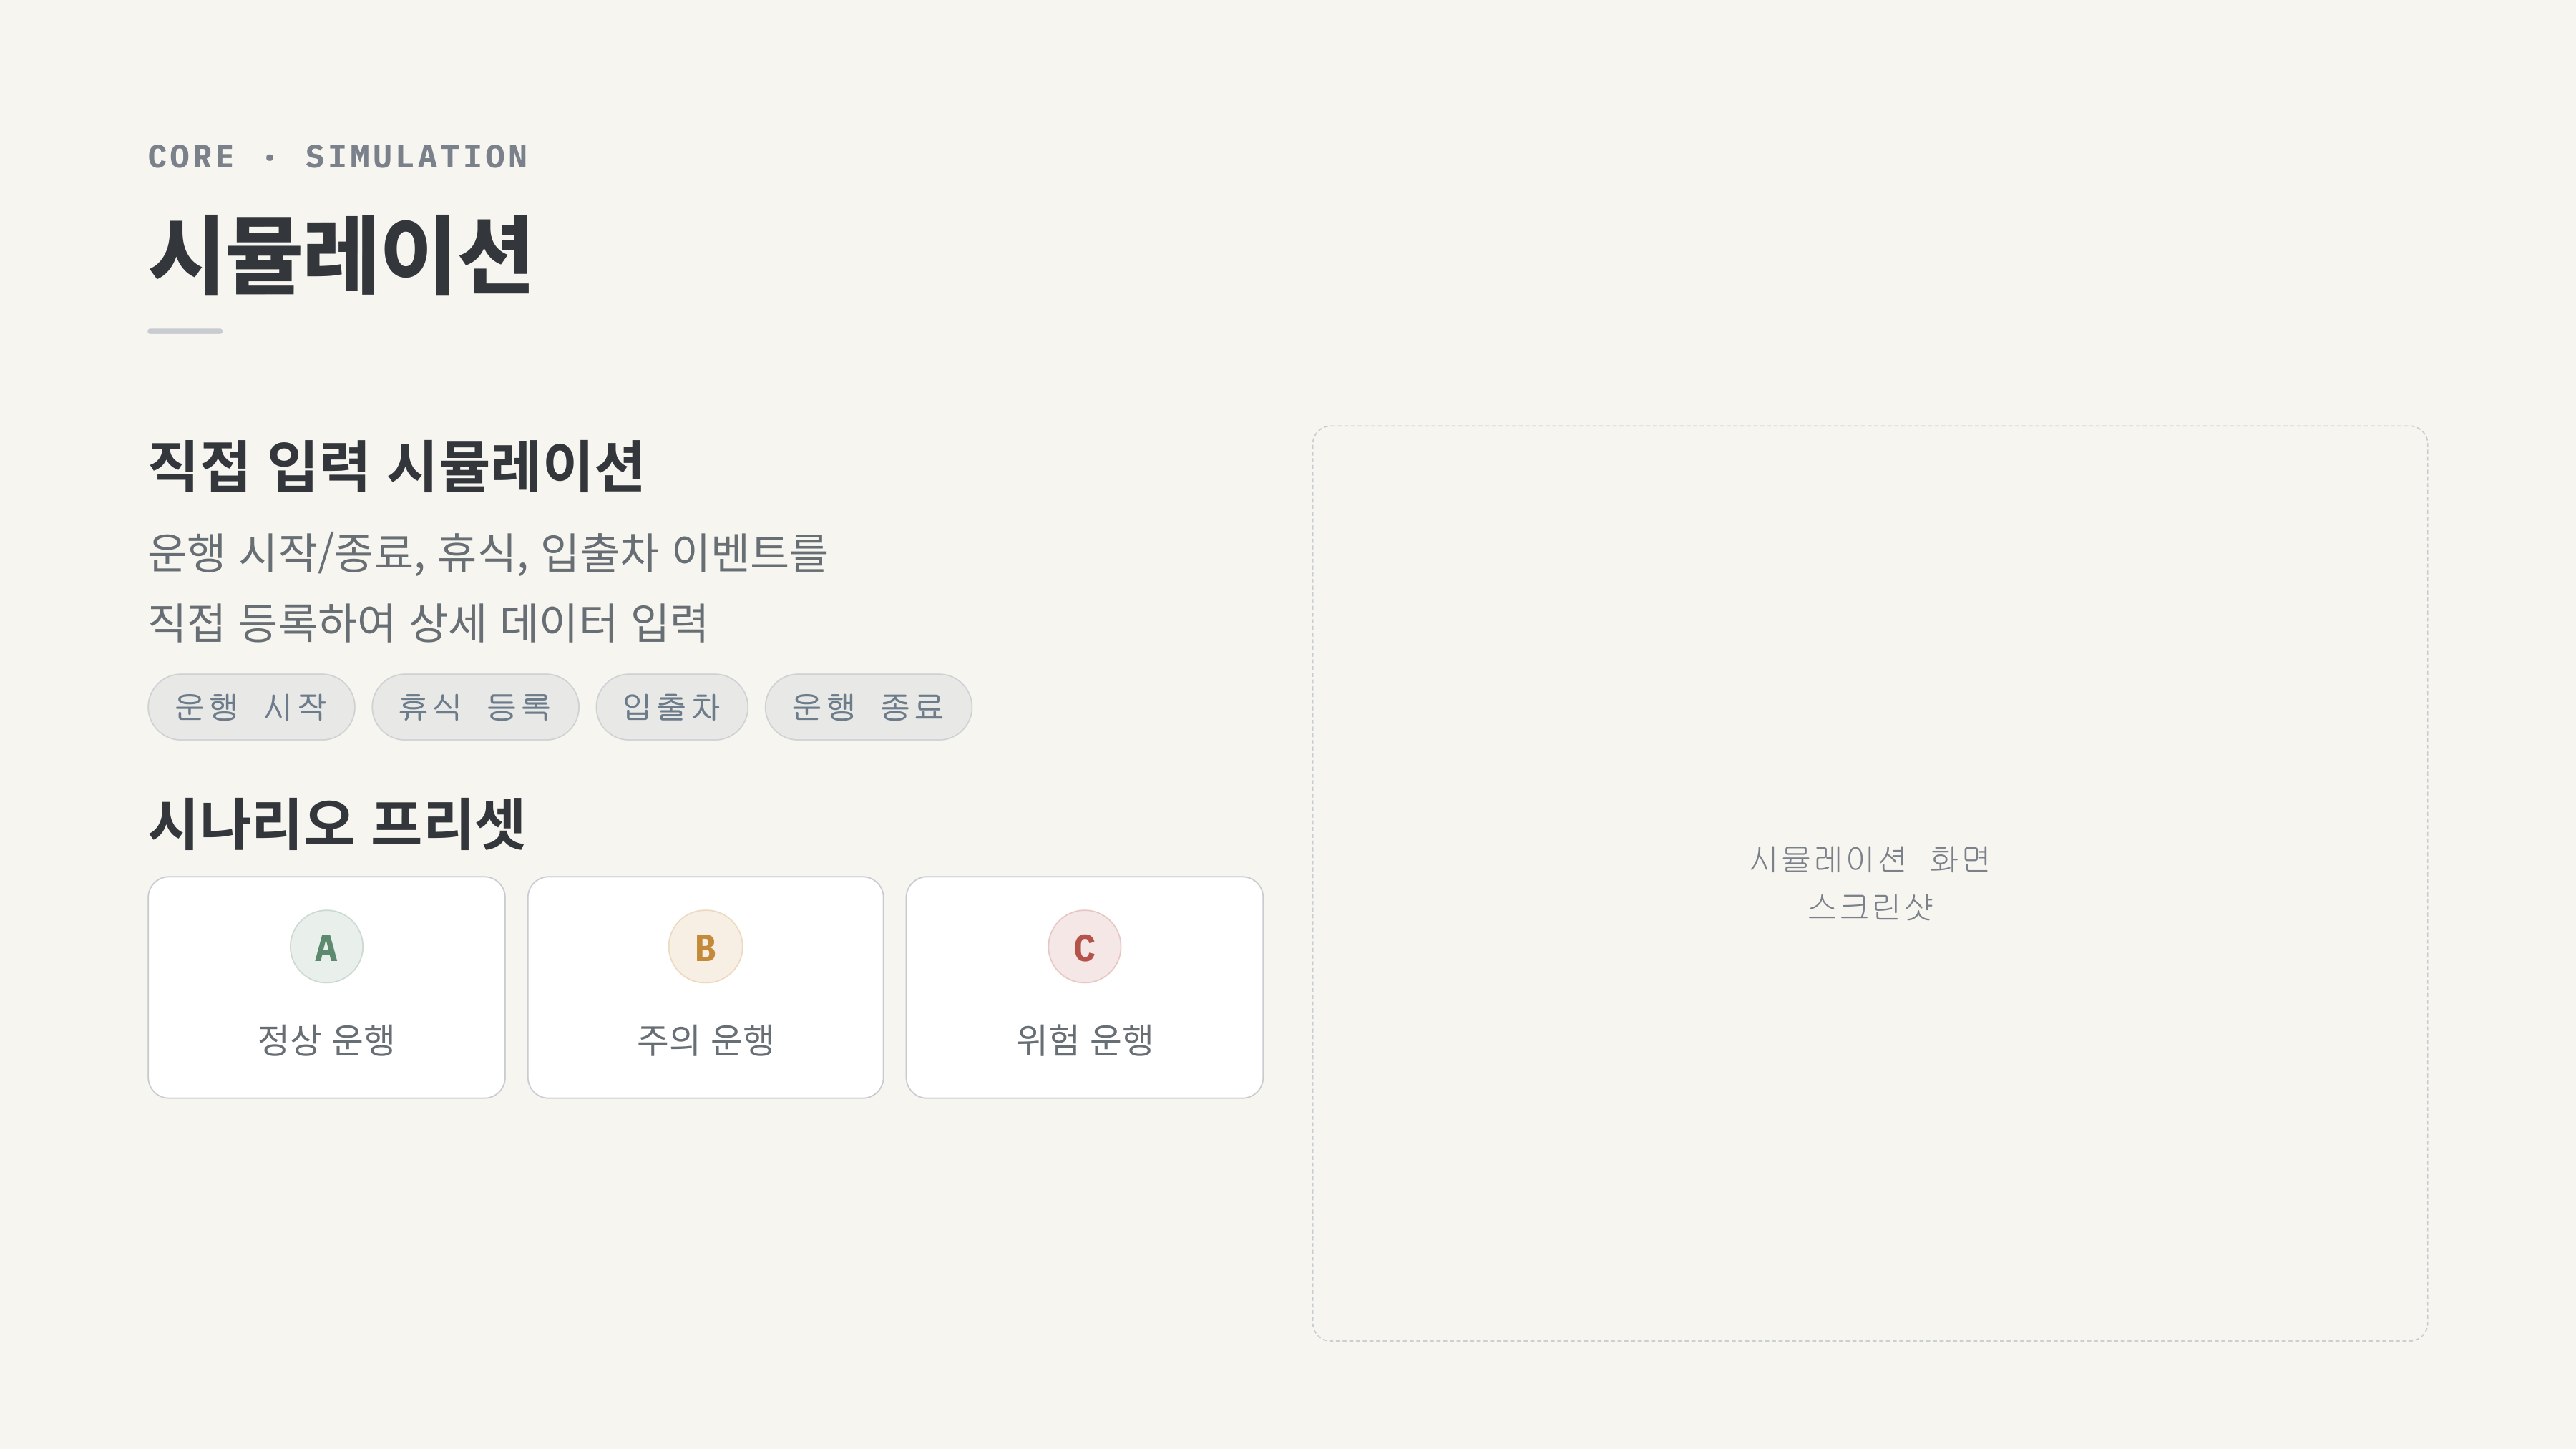 CORE · SIMULATION
시뮬레이션
직접 입력 시뮬레이션
운행 시작/종료, 휴식, 입출차 이벤트를
직접 등록하여 상세 데이터 입력
운행 시작
휴식 등록
입출차
운행 종료
시나리오 프리셋
A
정상 운행
B
주의 운행
C
위험 운행
시뮬레이션 화면
스크린샷